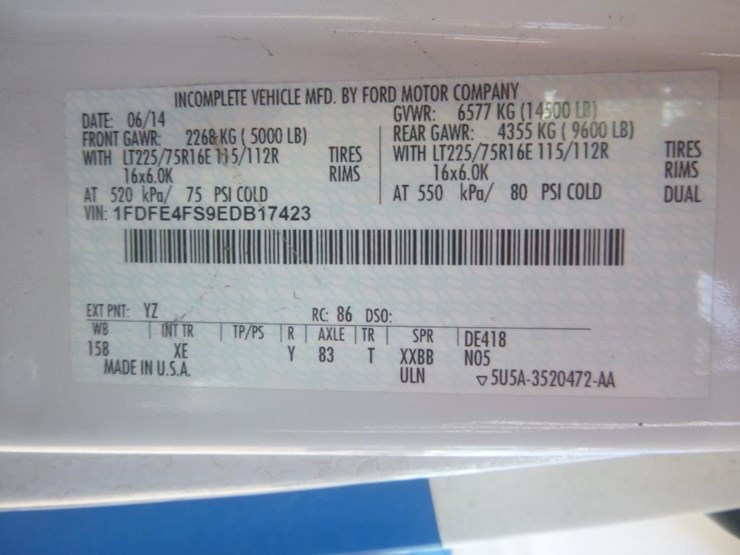 INCOMPLETE VEHICLE MFD. BY FORD MOTOR COMPANY
DATE: 06/14 GVWR: 6577 KG (14500 LB)
FRONT GAWR: 2268 KG ( 5000 LB) REAR GAWR: 4355 KG ( 9600 LB)
WITH LT225/75R16E 115/112R TIRES WITH LT225/75R16E 115/112R TIRES
16x6.0K RIMS 16x6.0K RIMS
AT 520 kPa/ 75 PSI COLD AT 550 kPa/ 80 PSI COLD DUAL
VIN: 1FDFE4FS9EDB17423
EXT PNT: YZ RC: 86 DSO:
WB INT TR TP/PS R AXLE TR SPR DE418
158 XE Y 83 T XXBB N05
MADE IN U.S.A. ULN ▽5U5A-3520472-AA